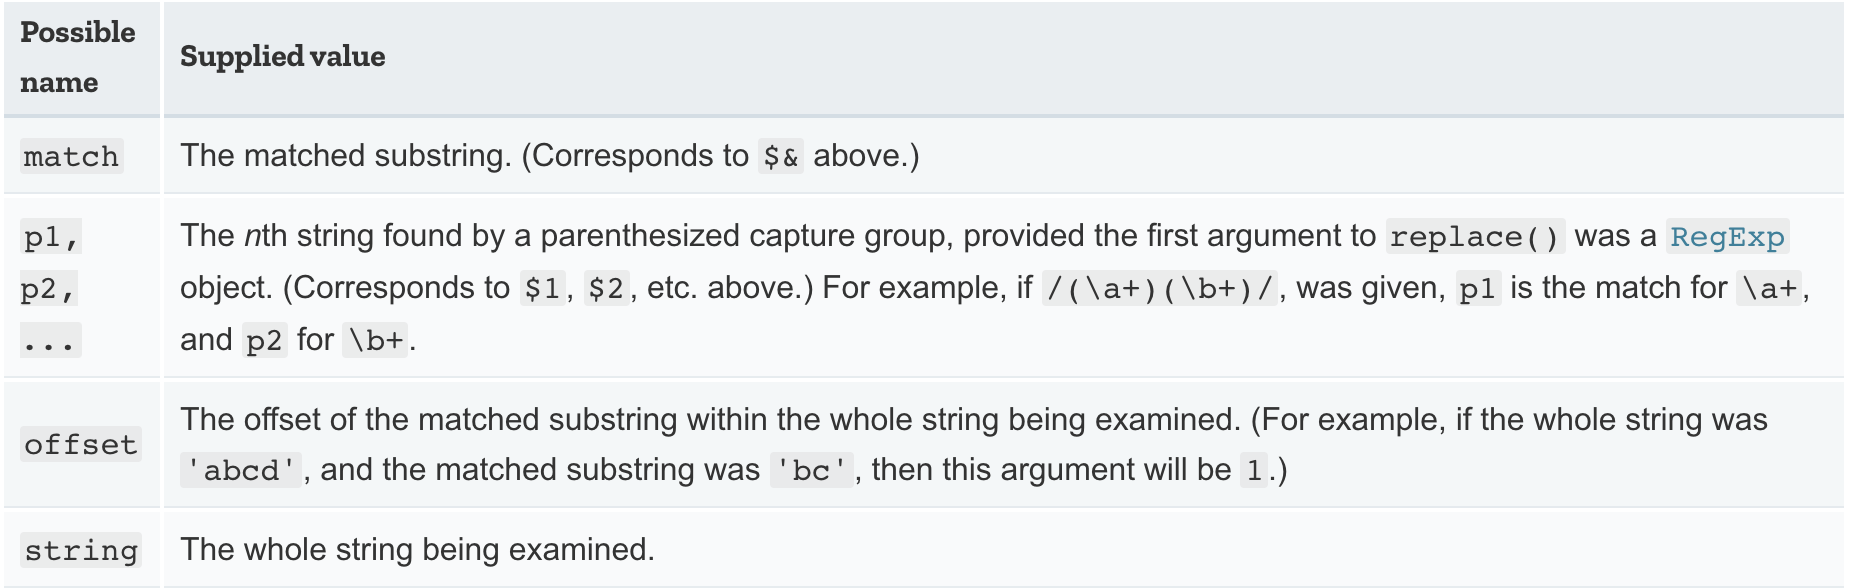 Possible
name
Supplied value
match
The matched substring. (Corresponds to $& above.)
p1,
p2,
...
The nth string found by a parenthesized capture group, provided the first argument to replace() was a RegExp
object. (Corresponds to $1, $2, etc. above.) For example, if /(\a+)(\b+)/, was given, p1 is the match for \a+,
and p2 for \b+.
offset
The offset of the matched substring within the whole string being examined. (For example, if the whole string was
'abcd', and the matched substring was 'bc', then this argument will be 1.)
string
The whole string being examined.